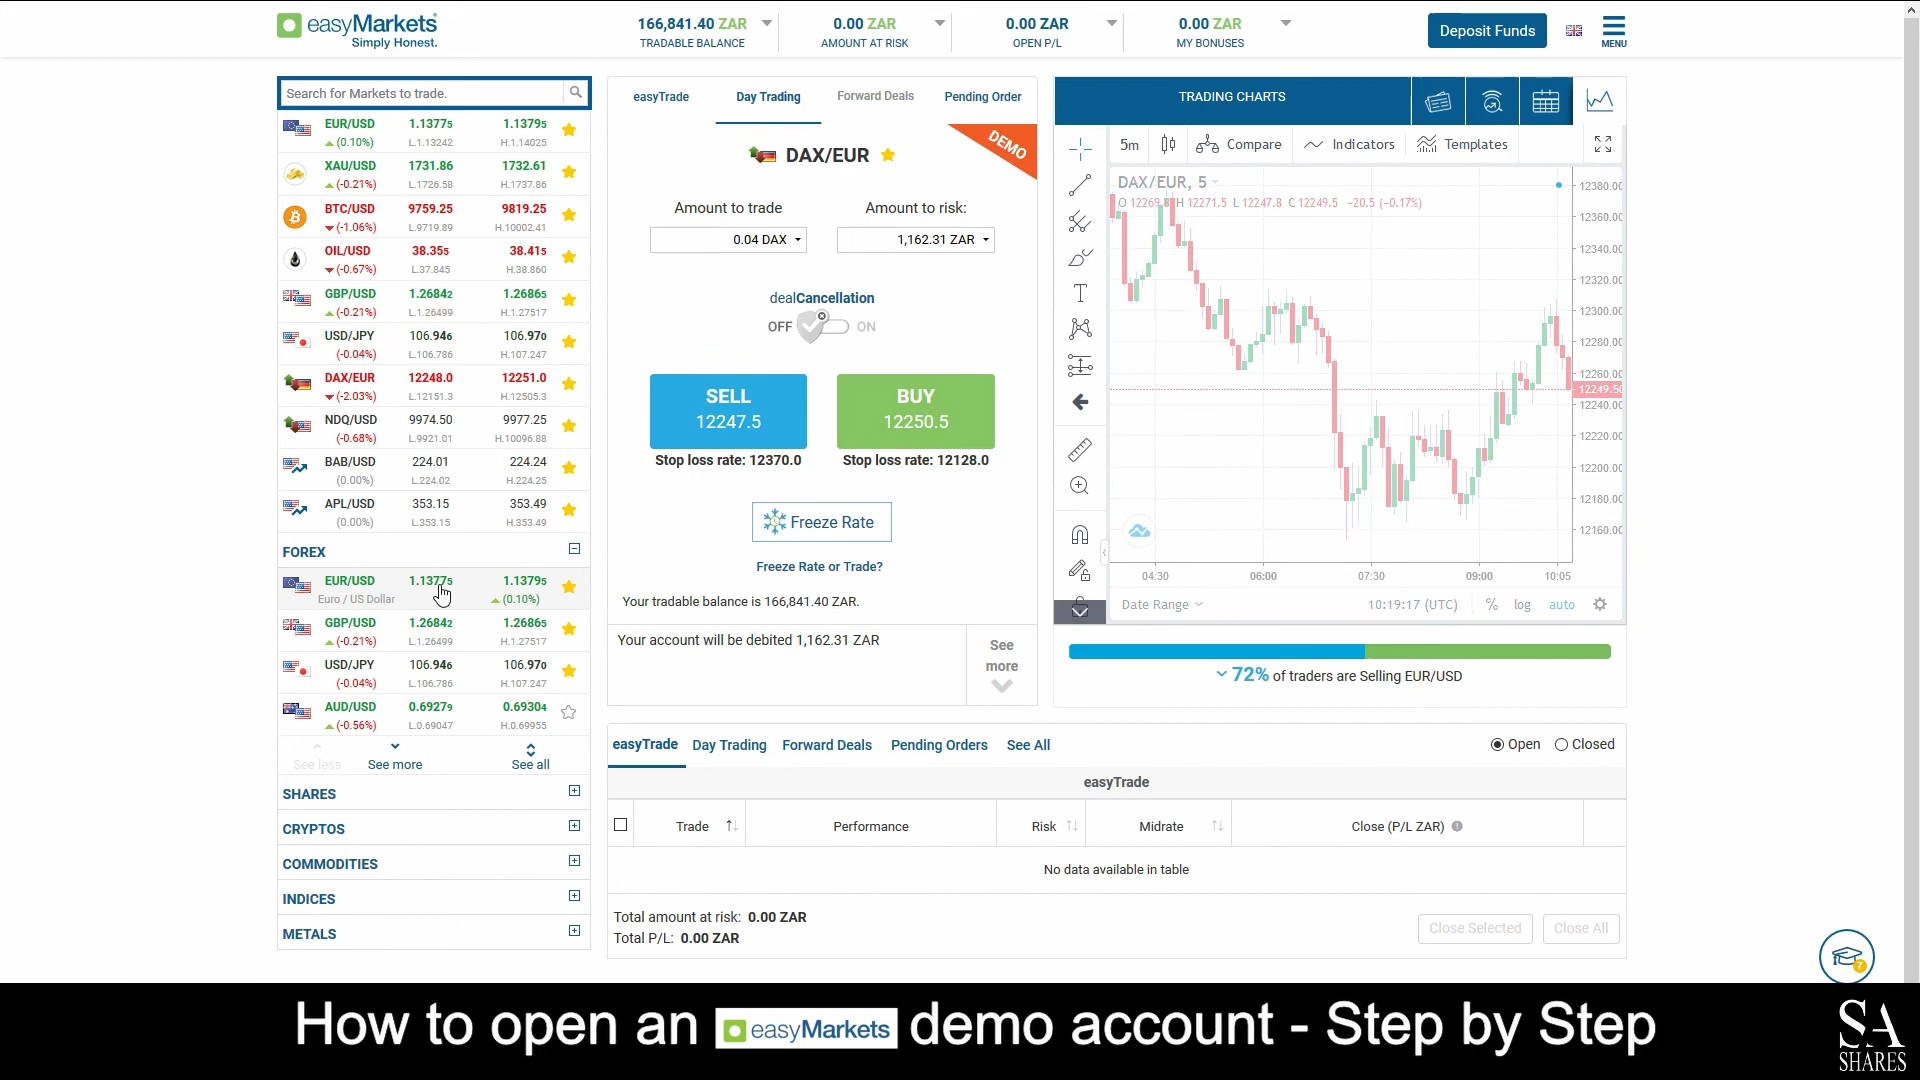 easyMarkets
Simply Honest.
166,841.40 ZAR
TRADABLE BALANCE
0.00 ZAR
AMOUNT AT RISK
0.00 ZAR
OPEN P/L
0.00 ZAR
MY BONUSES
Deposit Funds
MENU
Search for Markets to trade.
EUR/USD 1.13775 1.13795
(0.10%) L.1.13242 H.1.14025
XAU/USD 1731.86 1732.61
(-0.21%) L.1726.58 H.1737.86
BTC/USD 9759.25 9819.25
(-1.06%) L.9719.89 H.10002.41
OIL/USD 38.355 38.415
(-0.67%) L.37.845 H.38.860
GBP/USD 1.26842 1.26865
(-0.21%) L.1.26499 H.1.27517
USD/JPY 106.946 106.970
(-0.04%) L.106.786 H.107.247
DAX/EUR 12248.0 12251.0
(-2.03%) L.12151.3 H.12505.3
NDQ/USD 9974.50 9977.25
(-0.68%) L.9921.01 H.10096.88
BAB/USD 224.01 224.24
(0.00%) L.224.02 H.224.25
APL/USD 353.15 353.49
(0.00%) L.353.15 H.353.49
FOREX
EUR/USD 1.13775 1.13795
Euro / US Dollar (0.10%)
GBP/USD 1.26842 1.26865
(-0.21%) L.1.26499 H.1.27517
USD/JPY 106.946 106.970
(-0.04%) L.106.786 H.107.247
AUD/USD 0.69279 0.69304
(-0.56%) L.0.69047 H.0.69955
See less See more See all
SHARES
CRYPTOS
COMMODITIES
INDICES
METALS
easyTrade Day Trading Forward Deals Pending Order
DEMO
DAX/EUR
Amount to trade Amount to risk:
0.04 DAX 1,162.31 ZAR
dealCancellation
OFF ON
SELL BUY
12247.5 12250.5
Stop loss rate: 12370.0 Stop loss rate: 12128.0
Freeze Rate
Freeze Rate or Trade?
Your tradable balance is 166,841.40 ZAR.
Your account will be debited 1,162.31 ZAR
See
more
TRADING CHARTS
5m Compare Indicators Templates
DAX/EUR, 5
O 12269.8 H 12271.5 L 12247.8 C 12249.5 -20.5 (-0.17%)
12380.00
12360.00
12340.00
12320.00
12300.00
12280.00
12260.00
12249.50
12240.00
12220.00
12200.00
12180.00
12160.00
04:30 06:00 07:30 09:00 10:05
Date Range 10:19:17 (UTC) % log auto
72% of traders are Selling EUR/USD
easyTrade Day Trading Forward Deals Pending Orders See All Open Closed
easyTrade
Trade Performance Risk Midrate Close (P/L ZAR)
No data available in table
Total amount at risk: 0.00 ZAR
Total P/L: 0.00 ZAR
Close Selected Close All
How to open an easyMarkets demo account - Step by Step
SA
SHARES